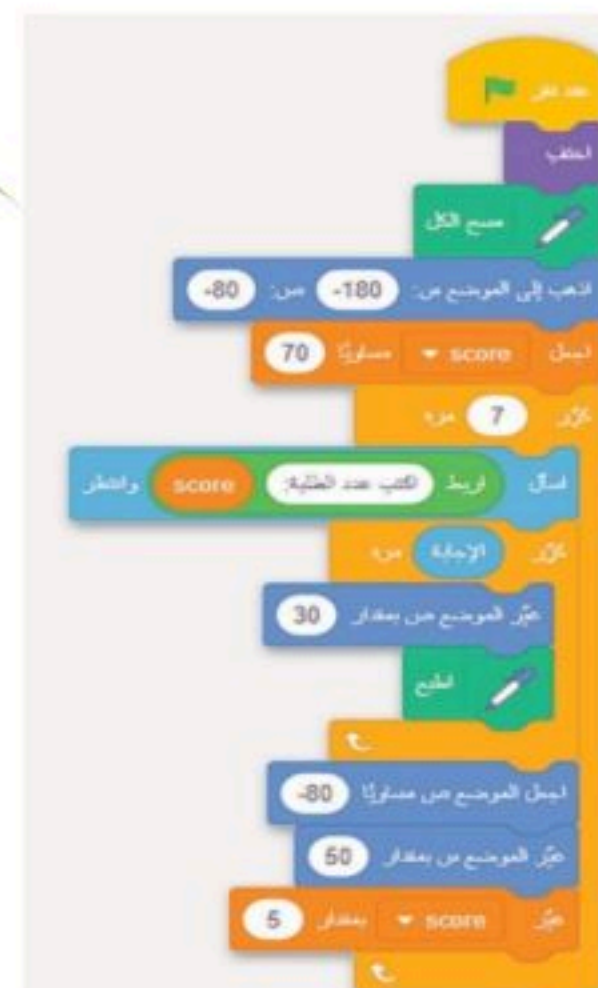 عند نقر
اختف
مسح الكل
اذهب إلى الموضع س: -180 ص: -80
اجعل score مساويًا 70
كرّر 7 مرة
اسأل اربط اكتب عدد الطلبة: score وانتظر
كرّر الإجابة مرة
غيّر الموضع ص بمقدار 30
اطبع
اجعل الموضع ص مساويًا -80
غيّر الموضع س بمقدار 50
غيّر score بمقدار 5